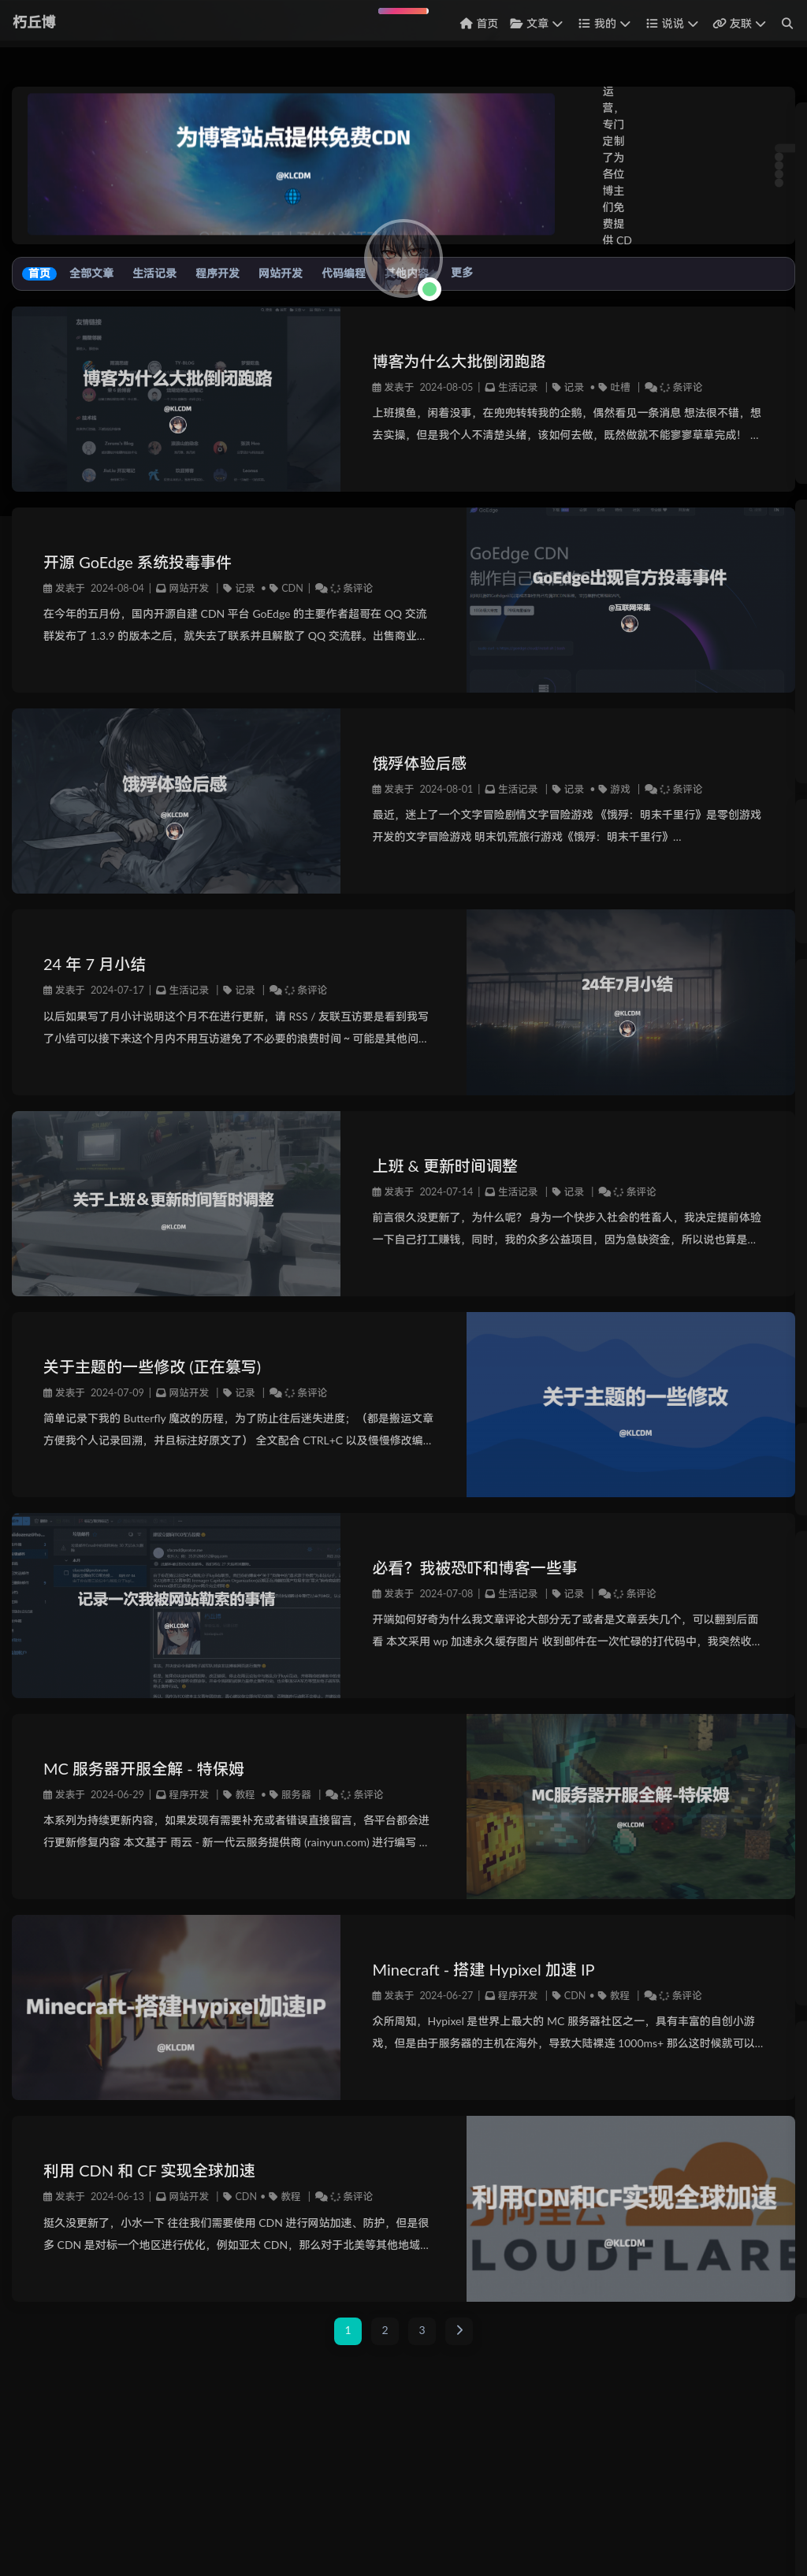 朽丘博
首页 文章 我的 说说 友联
为博客站点提供免费CDN
@KLCDM
运
营，
专门
定制
了为
各位
博主
们免
费提
供 CD
首页 全部文章 生活记录 程序开发 网站开发 代码编程 其他内容 更多
博客为什么大批倒闭跑路
@KLCDM
博客为什么大批倒闭跑路
发表于 2024-08-05 | 生活记录 | 记录 • 吐槽 | 条评论
上班摸鱼，闲着没事，在兜兜转转我的企鹅，偶然看见一条消息 想法很不错，想
去实操，但是我个人不清楚头绪，该如何去做，既然做就不能寥寥草草完成！ ...
开源 GoEdge 系统投毒事件
发表于 2024-08-04 | 网站开发 | 记录 • CDN | 条评论
在今年的五月份，国内开源自建 CDN 平台 GoEdge 的主要作者超哥在 QQ 交流
群发布了 1.3.9 的版本之后，就失去了联系并且解散了 QQ 交流群。出售商业...
GoEdge CDN
GoEdge出现官方投毒事件
@互联网采集
饿殍体验后感
@KLCDM
饿殍体验后感
发表于 2024-08-01 | 生活记录 | 记录 • 游戏 | 条评论
最近，迷上了一个文字冒险剧情文字冒险游戏 《饿殍：明末千里行》是零创游戏
开发的文字冒险游戏 明末饥荒旅行游戏《饿殍：明末千里行》...
24 年 7 月小结
发表于 2024-07-17 | 生活记录 | 记录 | 条评论
以后如果写了月小计说明这个月不在进行更新，请 RSS / 友联互访要是看到我写
了小结可以接下来这个月内不用互访避免了不必要的浪费时间 ~ 可能是其他问...
24年7月小结
@KLCDM
关于上班&更新时间暂时调整
@KLCDM
上班 & 更新时间调整
发表于 2024-07-14 | 生活记录 | 记录 | 条评论
前言很久没更新了，为什么呢？ 身为一个快步入社会的牲畜人，我决定提前体验
一下自己打工赚钱，同时，我的众多公益项目，因为急缺资金，所以说也算是...
关于主题的一些修改 (正在篡写)
发表于 2024-07-09 | 网站开发 | 记录 | 条评论
简单记录下我的 Butterfly 魔改的历程，为了防止往后迷失进度；（都是搬运文章
方便我个人记录回溯，并且标注好原文了） 全文配合 CTRL+C 以及慢慢修改编...
关于主题的一些修改
@KLCDM
记录一次我被网站勒索的事情
@KLCDM
必看？我被恐吓和博客一些事
发表于 2024-07-08 | 生活记录 | 记录 | 条评论
开端如何好奇为什么我文章评论大部分无了或者是文章丢失几个，可以翻到后面
看 本文采用 wp 加速永久缓存图片 收到邮件在一次忙碌的打代码中，我突然收...
MC 服务器开服全解 - 特保姆
发表于 2024-06-29 | 程序开发 | 教程 • 服务器 | 条评论
本系列为持续更新内容，如果发现有需要补充或者错误直接留言，各平台都会进
行更新修复内容 本文基于 雨云 - 新一代云服务提供商 (rainyun.com) 进行编写 ...
MC服务器开服全解-特保姆
@KLCDM
Minecraft-搭建Hypixel加速IP
@KLCDM
Minecraft - 搭建 Hypixel 加速 IP
发表于 2024-06-27 | 程序开发 | CDN • 教程 | 条评论
众所周知，Hypixel 是世界上最大的 MC 服务器社区之一，具有丰富的自创小游
戏，但是由于服务器的主机在海外，导致大陆裸连 1000ms+ 那么这时候就可以...
利用 CDN 和 CF 实现全球加速
发表于 2024-06-13 | 网站开发 | CDN • 教程 | 条评论
挺久没更新了，小水一下 往往我们需要使用 CDN 进行网站加速、防护，但是很
多 CDN 是对标一个地区进行优化，例如亚太 CDN，那么对于北美等其他地域...
利用CDN和CF实现全球加速
@KLCDM
CLOUDFLARE
1 2 3